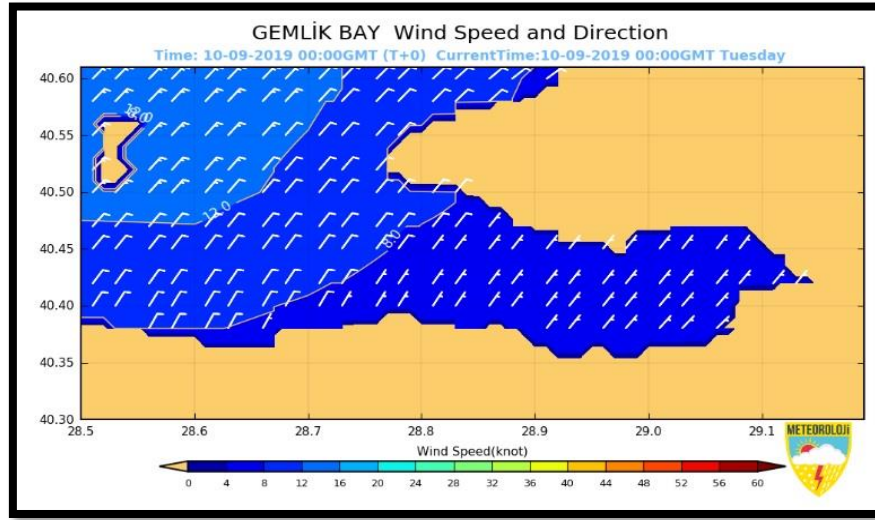 GEMLİK BAY Wind Speed and Direction
Time: 10-09-2019 00:00GMT (T+0) CurrentTime:10-09-2019 00:00GMT Tuesday
40.60
40.55
40.50
12.0
8.0
40.45
40.40
40.35
40.30
28.5 28.6 28.7 28.8 28.9 29.0 29.1
METEOROLOJİ
Wind Speed(knot)
0 4 8 12 16 20 24 28 32 36 40 44 48 52 56 60